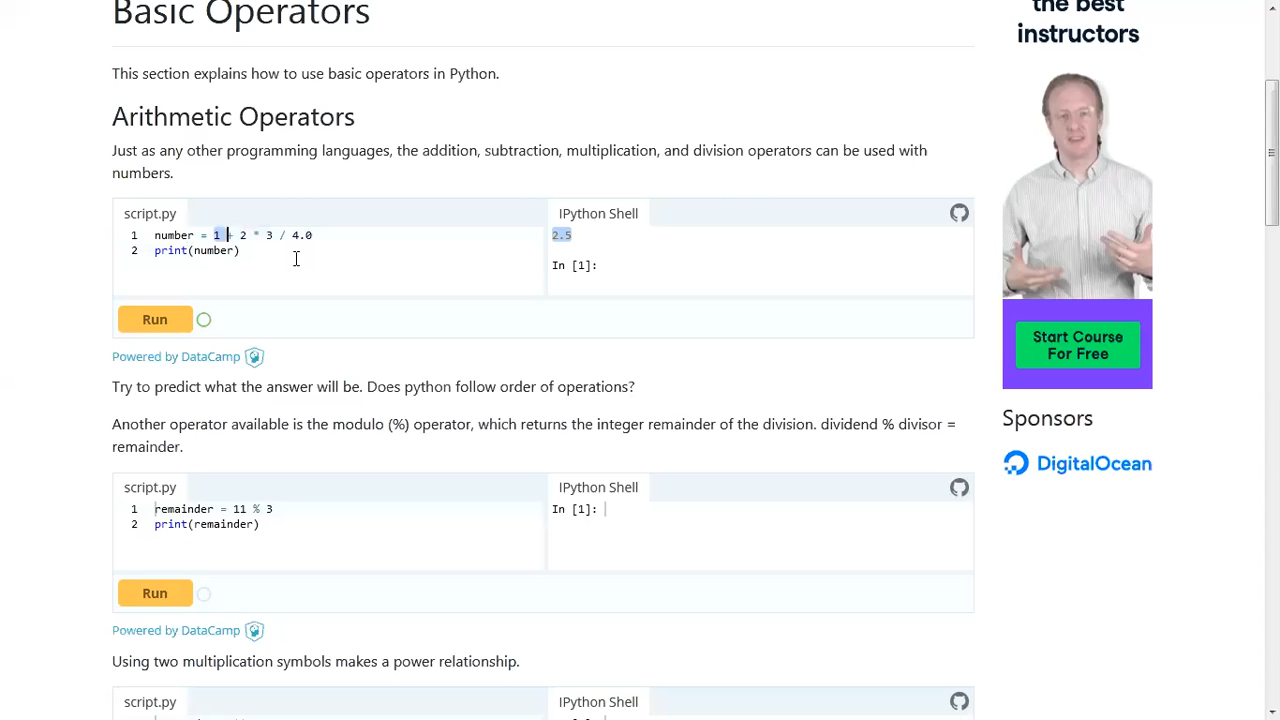 Basic Operators
This section explains how to use basic operators in Python.
Arithmetic Operators
Just as any other programming languages, the addition, subtraction, multiplication, and division operators can be used with
numbers.
script.py
IPython Shell
1 number = 1 + 2 * 3 / 4.0
2 print(number)
2.5
In [1]:
Run
Powered by DataCamp
Try to predict what the answer will be. Does python follow order of operations?
Another operator available is the modulo (%) operator, which returns the integer remainder of the division. dividend % divisor =
remainder.
script.py
IPython Shell
1 remainder = 11 % 3
2 print(remainder)
In [1]:
Run
Powered by DataCamp
Using two multiplication symbols makes a power relationship.
script.py
IPython Shell
the best
instructors
Start Course
For Free
Sponsors
DigitalOcean